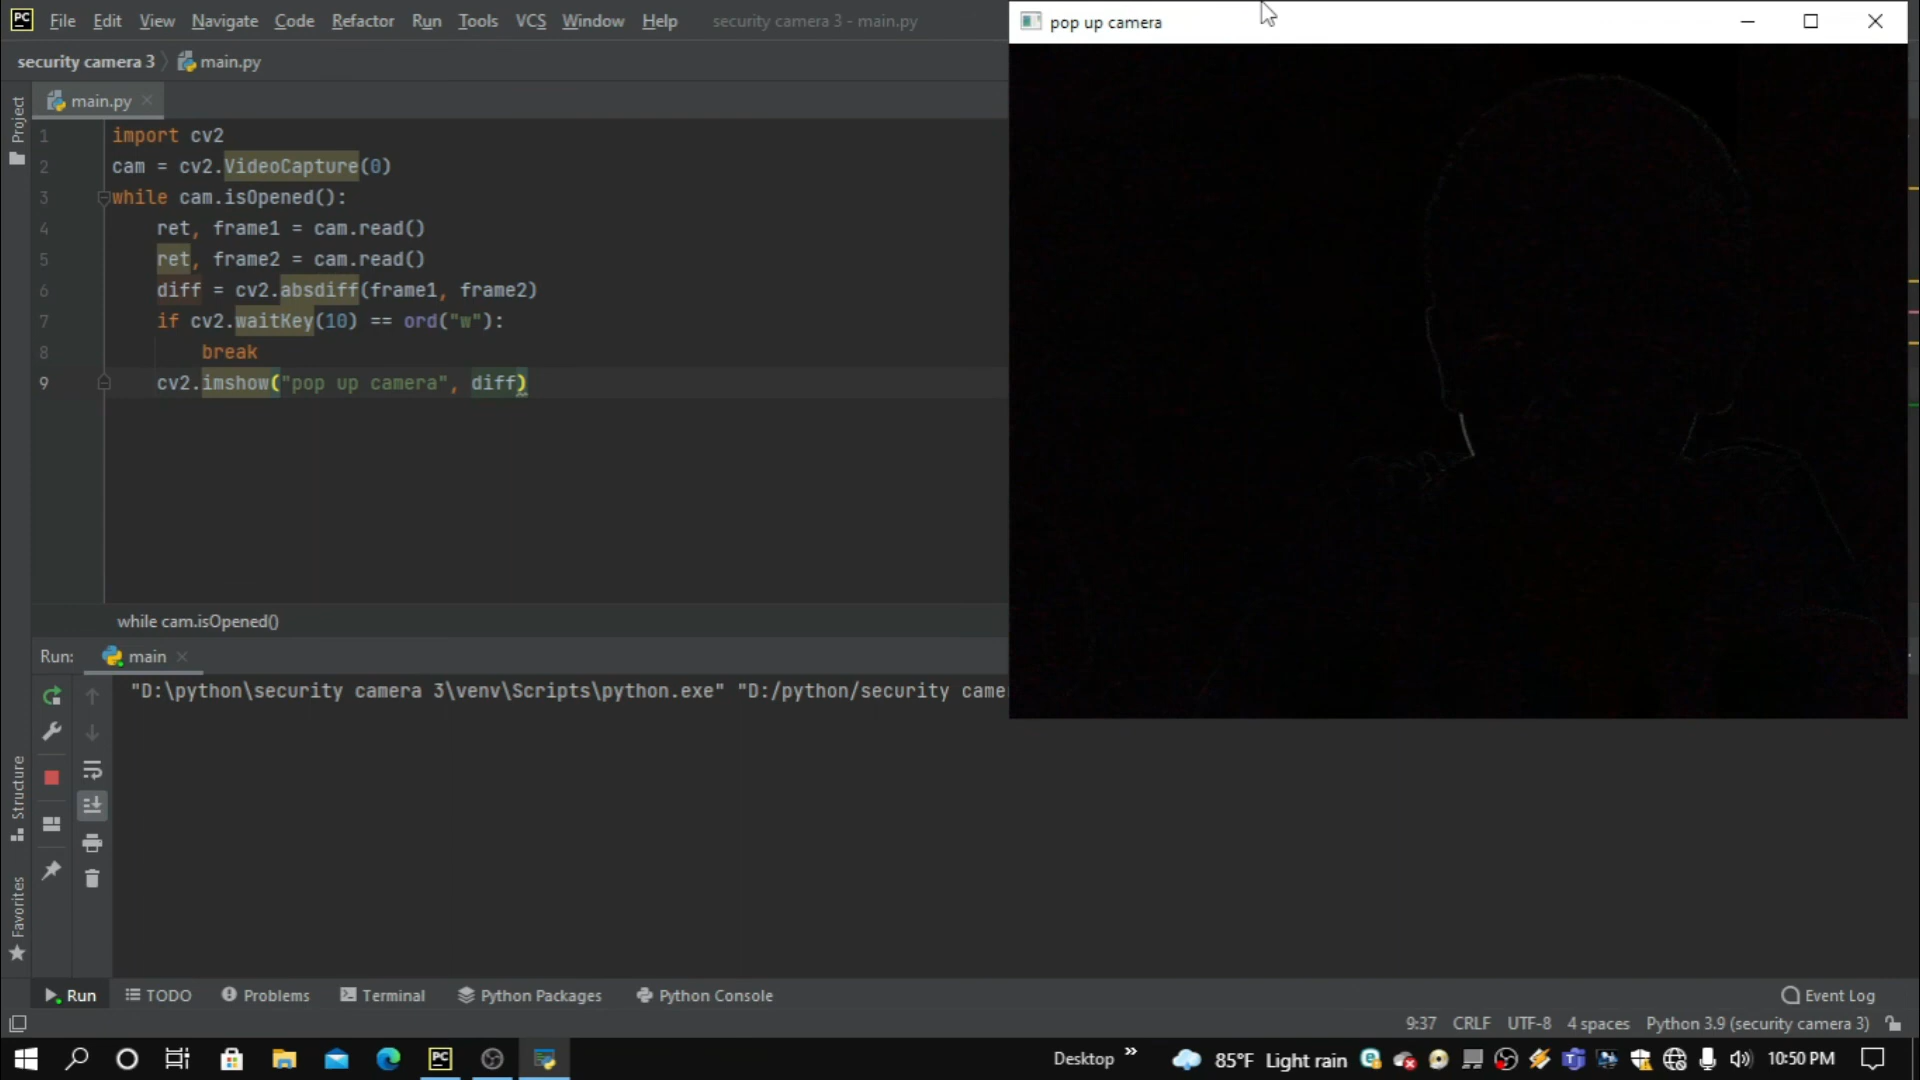 PC File Edit View Navigate Code Refactor Run Tools VCS Window Help security camera 3 - main.py
pop up camera
security camera 3 main.py
Project
main.py
1 import cv2
2 cam = cv2.VideoCapture(0)
3 while cam.isOpened():
4 ret, frame1 = cam.read()
5 ret, frame2 = cam.read()
6 diff = cv2.absdiff(frame1, frame2)
7 if cv2.waitKey(10) == ord("w"):
8 break
9 cv2.imshow("pop up camera", diff)
while cam.isOpened()
Run: main
"D:\python\security camera 3\venv\Scripts\python.exe" "D:/python/security came
Structure
Favorites
Run TODO Problems Terminal Python Packages Python Console Event Log
9:37 CRLF UTF-8 4 spaces Python 3.9 (security camera 3)
PC Desktop 85°F Light rain 10:50 PM